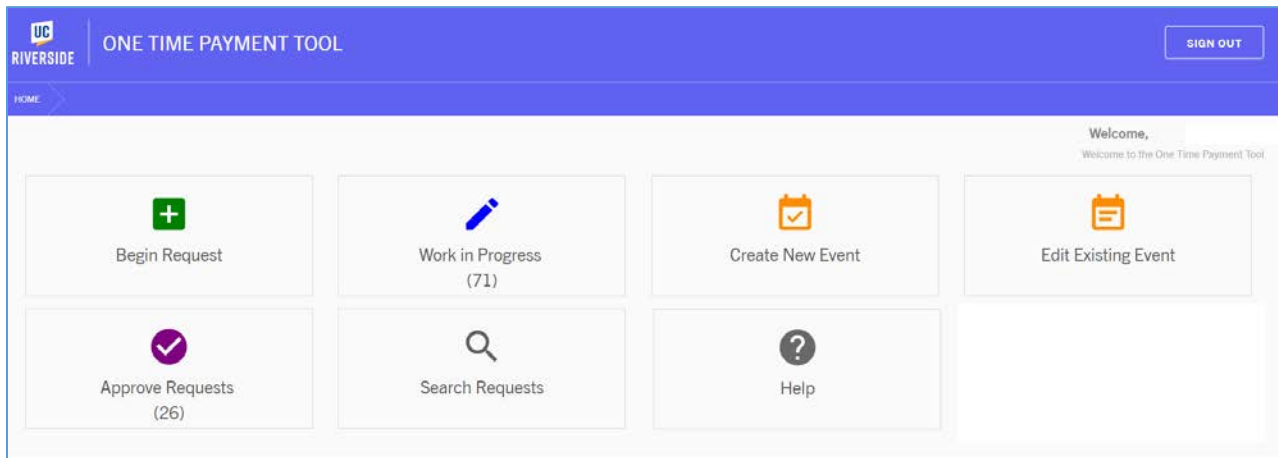 UC
RIVERSIDE
ONE TIME PAYMENT TOOL
SIGN OUT
HOME
Welcome,
Welcome to the One Time Payment Tool
Begin Request
Work in Progress
(71)
Create New Event
Edit Existing Event
Approve Requests
(26)
Search Requests
Help